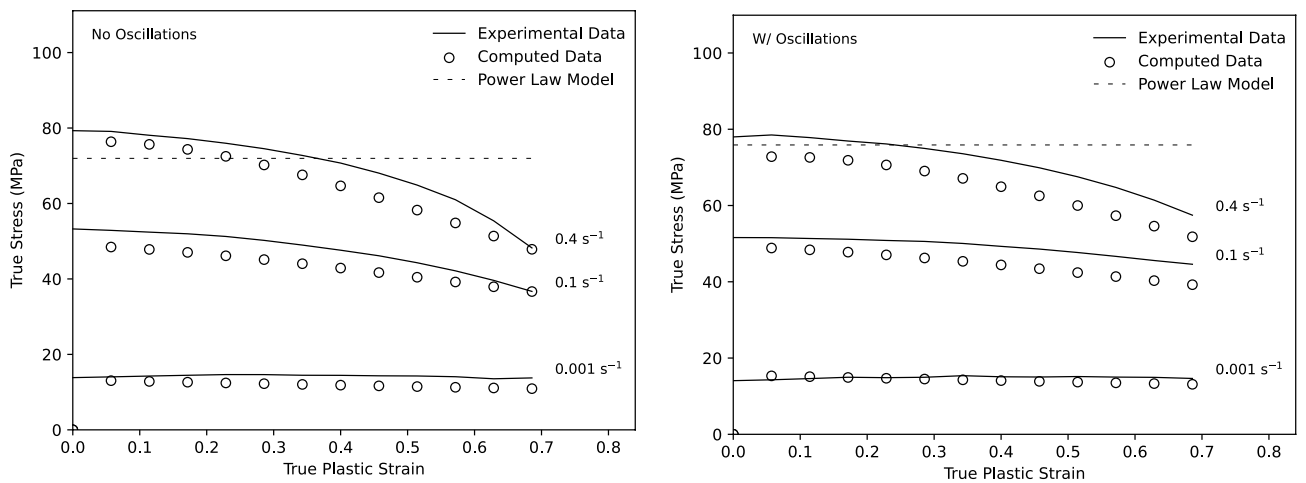 No Oscillations
Experimental Data
Computed Data
Power Law Model
100
80
60
40
20
0
True Stress (MPa)
0.4 s⁻¹
0.1 s⁻¹
0.001 s⁻¹
0.0 0.1 0.2 0.3 0.4 0.5 0.6 0.7 0.8
True Plastic Strain
W/ Oscillations
Experimental Data
Computed Data
Power Law Model
100
80
60
40
20
0
True Stress (MPa)
0.4 s⁻¹
0.1 s⁻¹
0.001 s⁻¹
0.0 0.1 0.2 0.3 0.4 0.5 0.6 0.7 0.8
True Plastic Strain